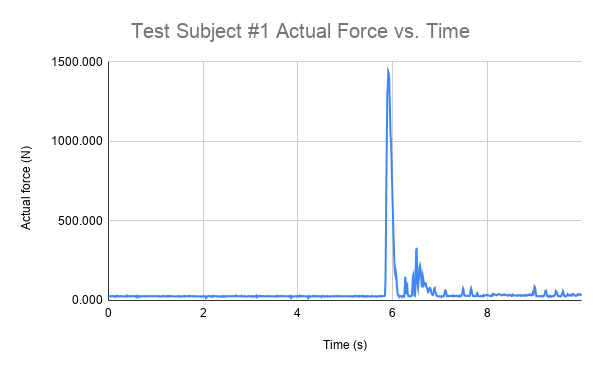 Test Subject #1 Actual Force vs. Time
1500.000
1000.000
500.000
0.000
Actual force (N)
0 2 4 6 8
Time (s)